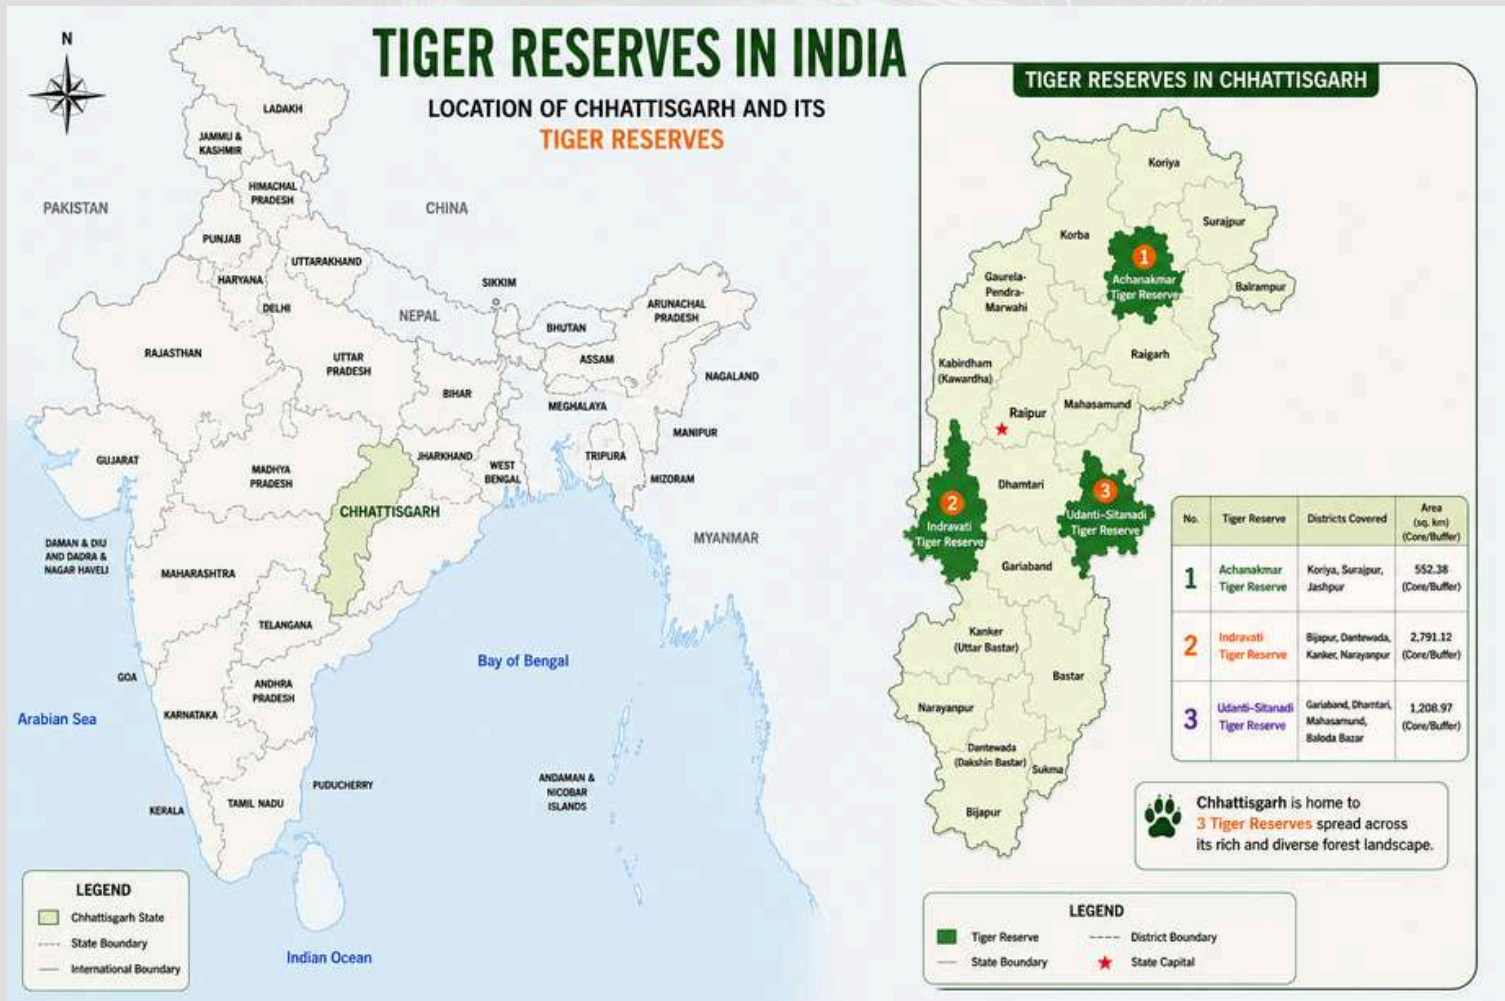 TIGER RESERVES IN INDIA
LOCATION OF CHHATTISGARH AND ITS
TIGER RESERVES
N
LADAKH
JAMMU &
KASHMIR
HIMACHAL
PRADESH
PAKISTAN
CHINA
PUNJAB
UTTARAKHAND
HARYANA
SIKKIM
DELHI
NEPAL
ARUNACHAL
PRADESH
BHUTAN
RAJASTHAN
UTTAR
PRADESH
ASSAM
NAGALAND
BIHAR
MEGHALAYA
MANIPUR
GUJARAT
MADHYA
PRADESH
JHARKHAND
WEST
BENGAL
TRIPURA
MIZORAM
CHHATTISGARH
MYANMAR
DAMAN & DIU
AND DADRA &
NAGAR HAVELI
MAHARASHTRA
TELANGANA
Bay of Bengal
GOA
ANDHRA
PRADESH
Arabian Sea
KARNATAKA
PUDUCHERRY
ANDAMAN &
NICOBAR
ISLANDS
KERALA
TAMIL NADU
Indian Ocean
LEGEND
Chhattisgarh State
State Boundary
International Boundary
TIGER RESERVES IN CHHATTISGARH
Koriya
Surajpur
Korba
1
Achanakmar
Tiger Reserve
Gaurela-
Pendra-
Marwahi
Balrampur
Raigarh
Kabirdham
(Kawardha)
Raipur
Mahasamund
Dhamtari
2
Indravati
Tiger Reserve
3
Udanti-Sitanadi
Tiger Reserve
Gariaband
Kanker
(Uttar Bastar)
Bastar
Narayanpur
Dantewada
(Dakshin Bastar)
Sukma
Bijapur
No. Tiger Reserve Districts Covered Area (sq. km) (Core/Buffer)
1 Achanakmar Tiger Reserve Koriya, Surajpur, Jashpur 552.38 (Core/Buffer)
2 Indravati Tiger Reserve Bijapur, Dantewada, Kanker, Narayanpur 2,791.12 (Core/Buffer)
3 Udanti-Sitanadi Tiger Reserve Gariaband, Dhamtari, Mahasamund, Baloda Bazar 1,208.97 (Core/Buffer)
Chhattisgarh is home to
3 Tiger Reserves spread across
its rich and diverse forest landscape.
LEGEND
Tiger Reserve
District Boundary
State Boundary
State Capital